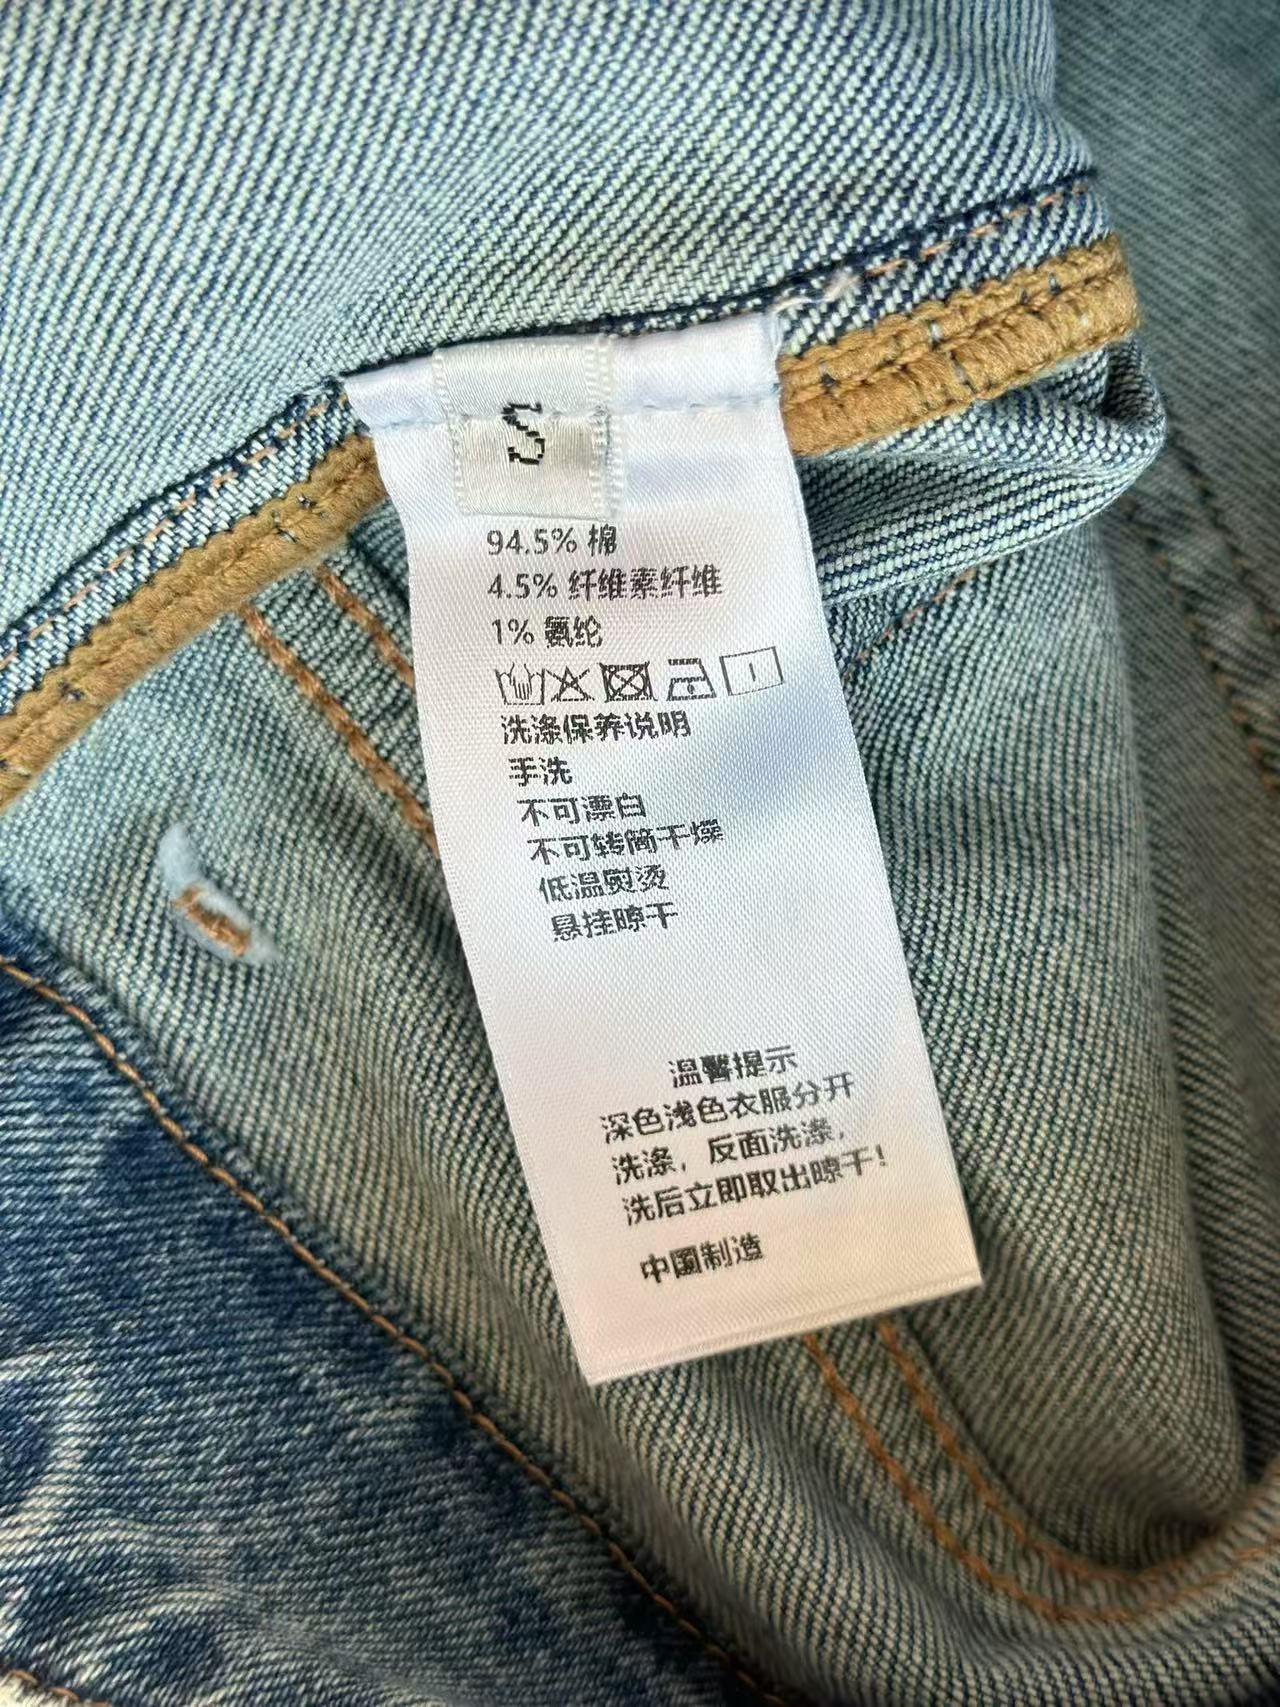 S
94.5% 棉
4.5% 纤维素纤维
1% 氨纶
洗涤保养说明
手洗
不可漂白
不可转筒干燥
低温熨烫
悬挂晾干
温馨提示
深色浅色衣服分开
洗涤，反面洗涤，
洗后立即取出晾干！
中国制造